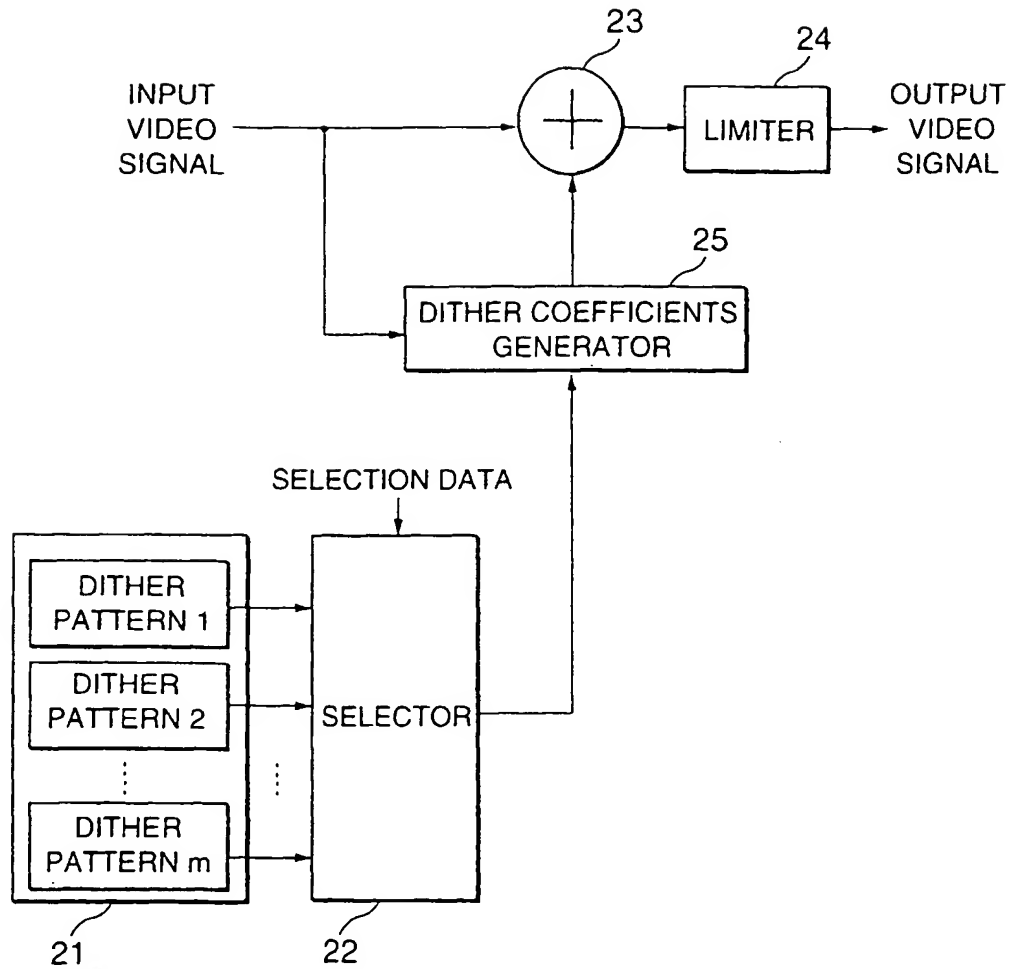 23
24
INPUT
VIDEO
SIGNAL
LIMITER
OUTPUT
VIDEO
SIGNAL
25
DITHER COEFFICIENTS
GENERATOR
SELECTION DATA
DITHER
PATTERN 1
DITHER
PATTERN 2
SELECTOR
DITHER
PATTERN m
21
22